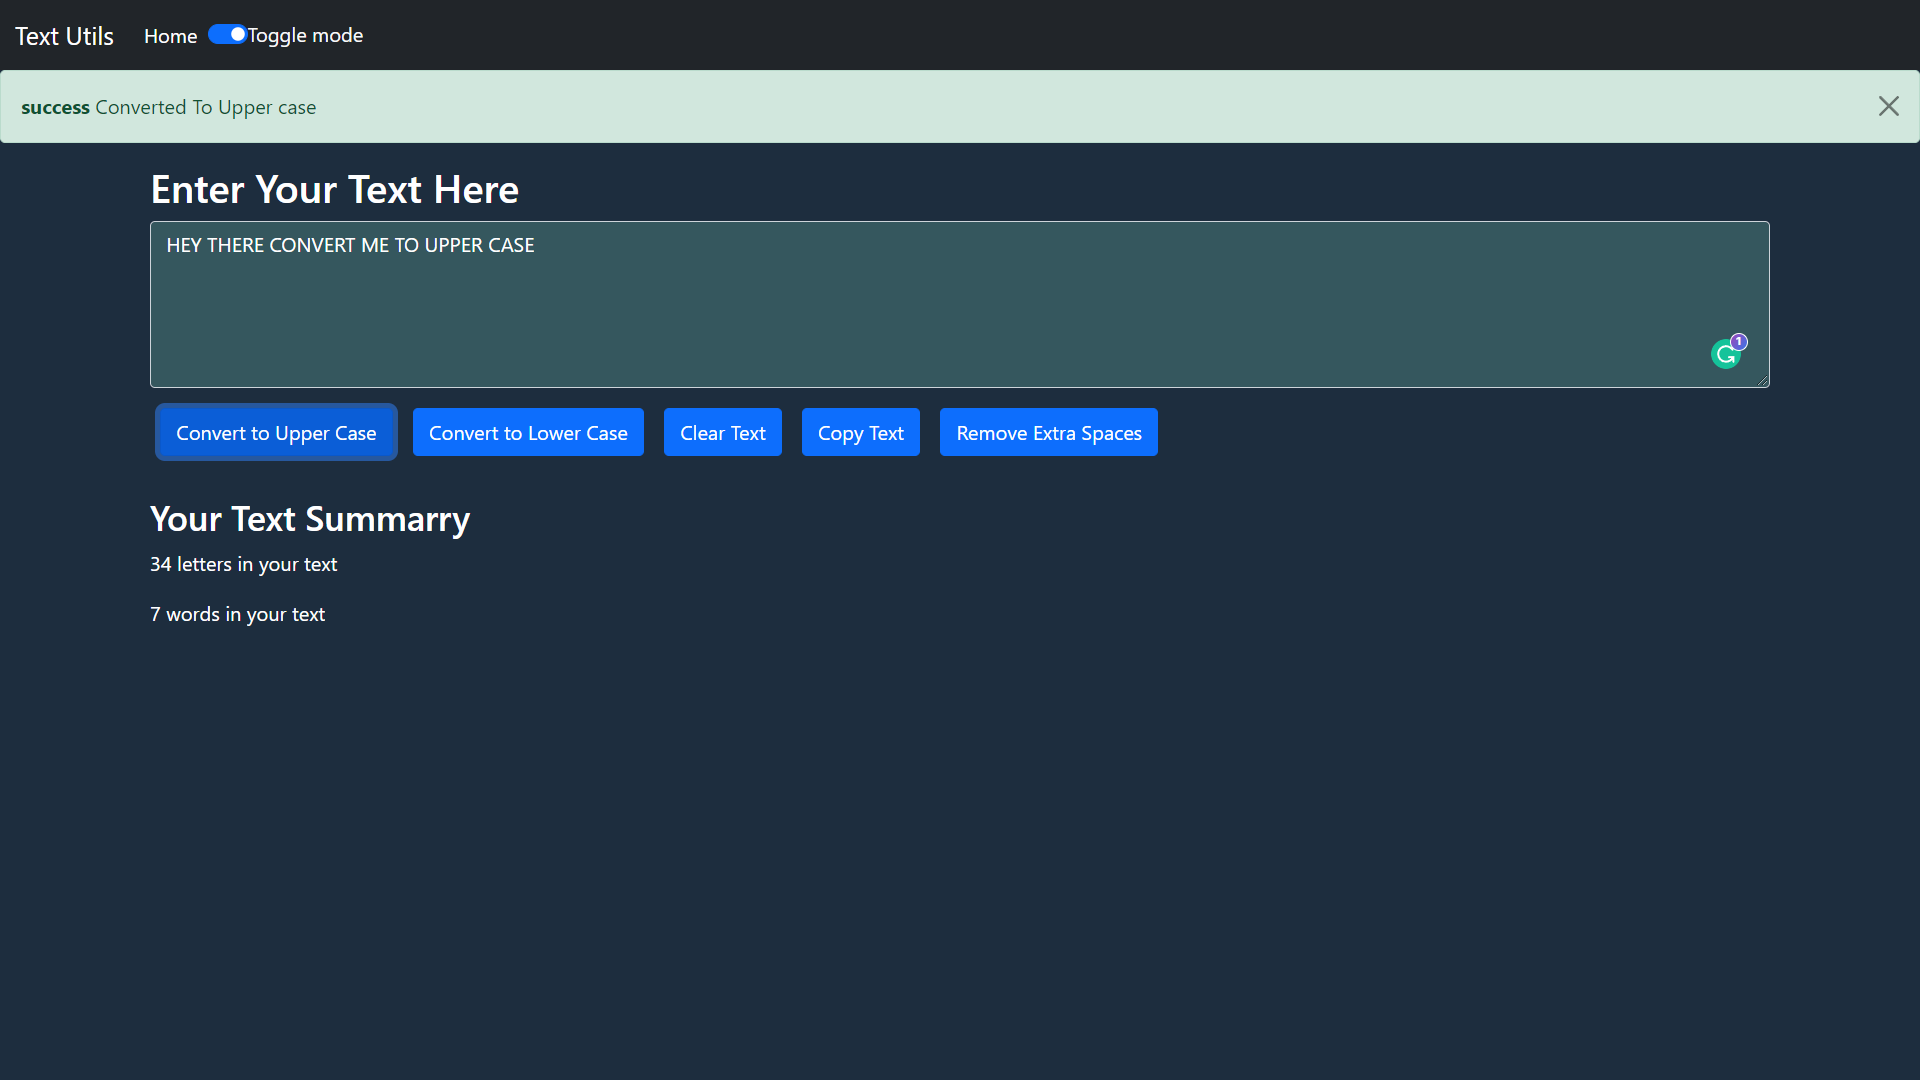 Text Utils Home Toggle mode
success Converted To Upper case
Enter Your Text Here
HEY THERE CONVERT ME TO UPPER CASE
1
Convert to Upper Case Convert to Lower Case Clear Text Copy Text Remove Extra Spaces
Your Text Summarry
34 letters in your text
7 words in your text